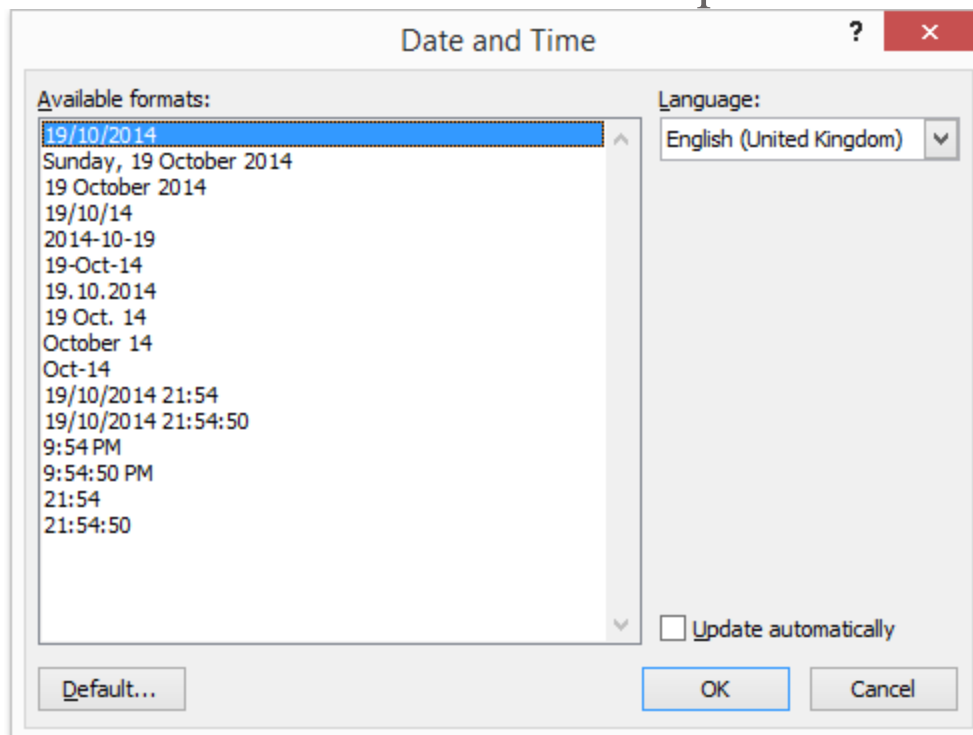 Date and Time
?
Available formats:
Language:
19/10/2014
English (United Kingdom)
Sunday, 19 October 2014
19 October 2014
19/10/14
2014-10-19
19-Oct-14
19.10.2014
19 Oct. 14
October 14
Oct-14
19/10/2014 21:54
19/10/2014 21:54:50
9:54 PM
9:54:50 PM
21:54
21:54:50
Update automatically
Default...
OK
Cancel